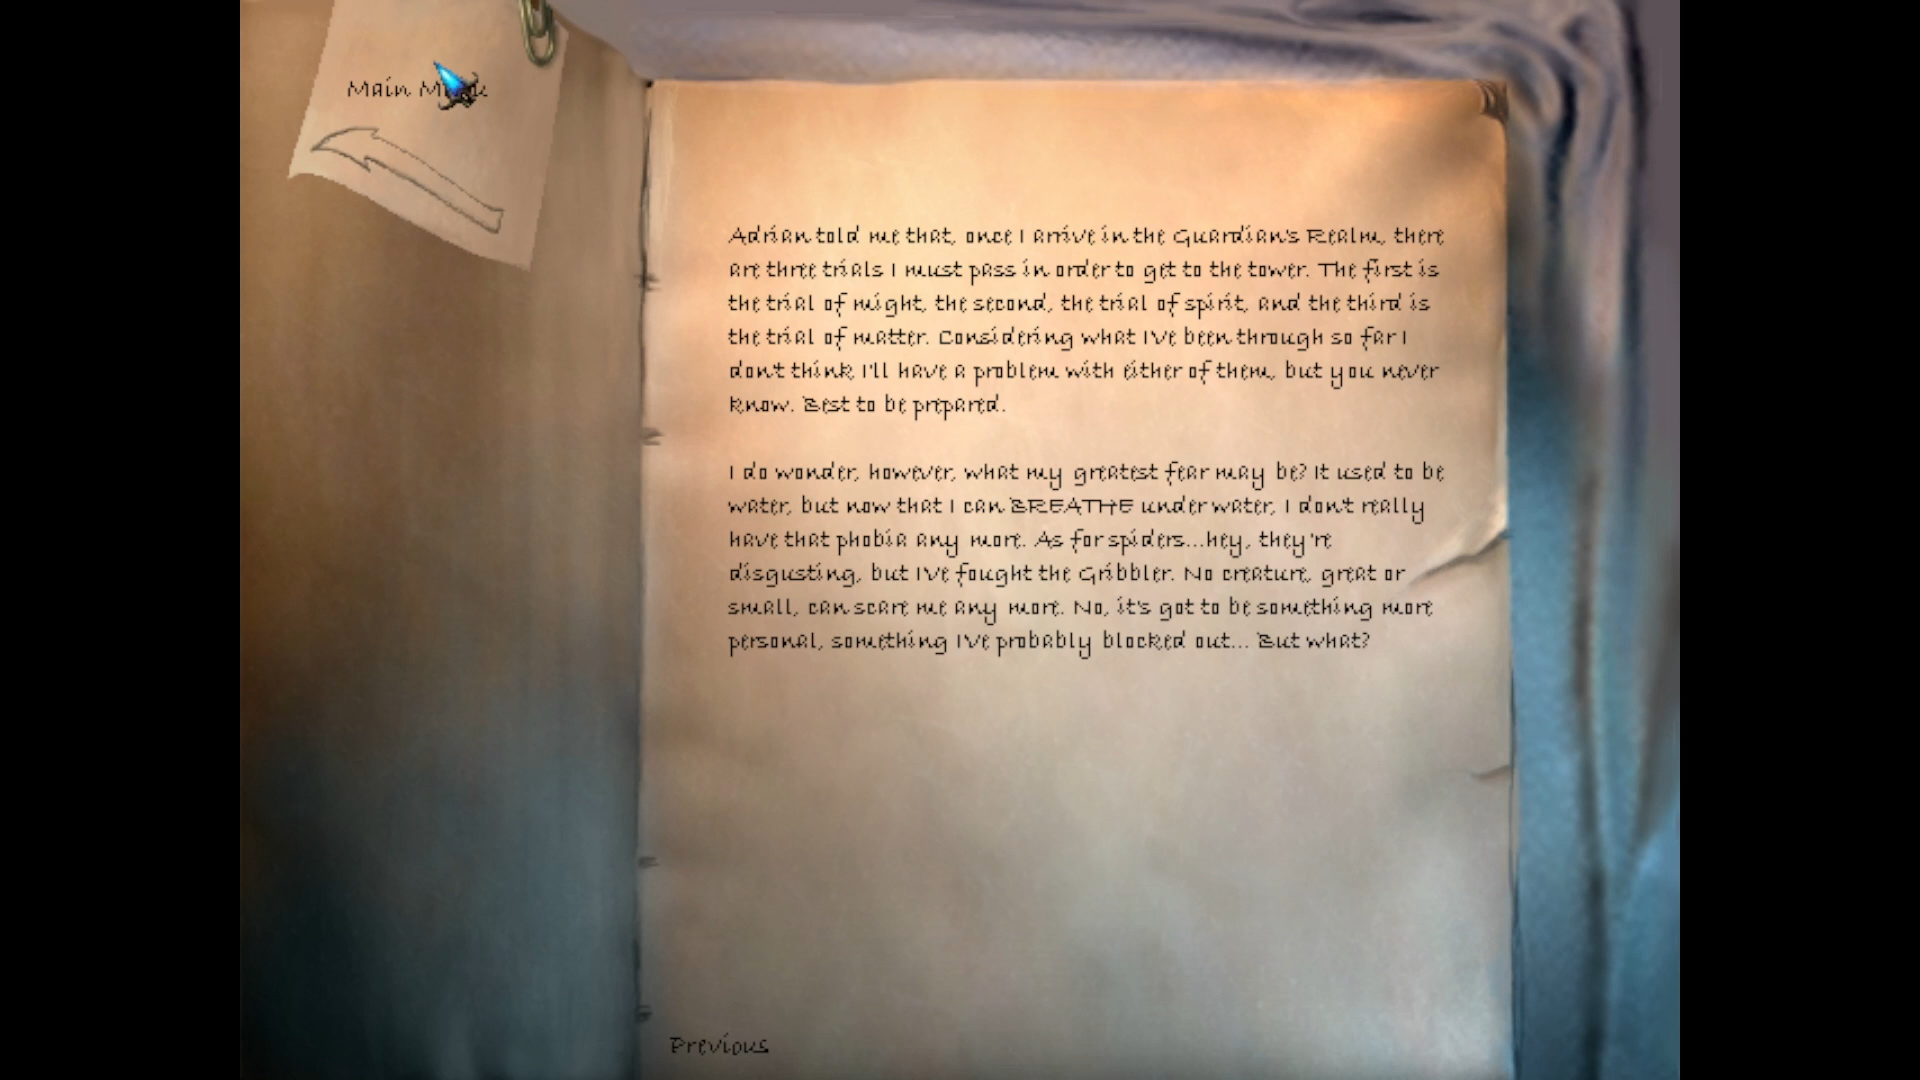 Main M
Adrian told me that, once I arrive in the Guardian's Realm, there
are three trials I must pass in order to get to the tower. The first is
the trial of might, the second, the trial of spirit, and the third is
the trial of matter. Considering what I've been through so far I
don't think I'll have a problem with either of them, but you never
know. Best to be prepared.
I do wonder, however, what my greatest fear may be? It used to be
water, but now that I can BREATHE under water, I don't really
have that phobia any more. As for spiders...hey, they're
disgusting, but I've fought the Gribbler. No creature, great or
small, can scare me any more. No, it's got to be something more
personal, something I've probably blocked out... But what?
Previous